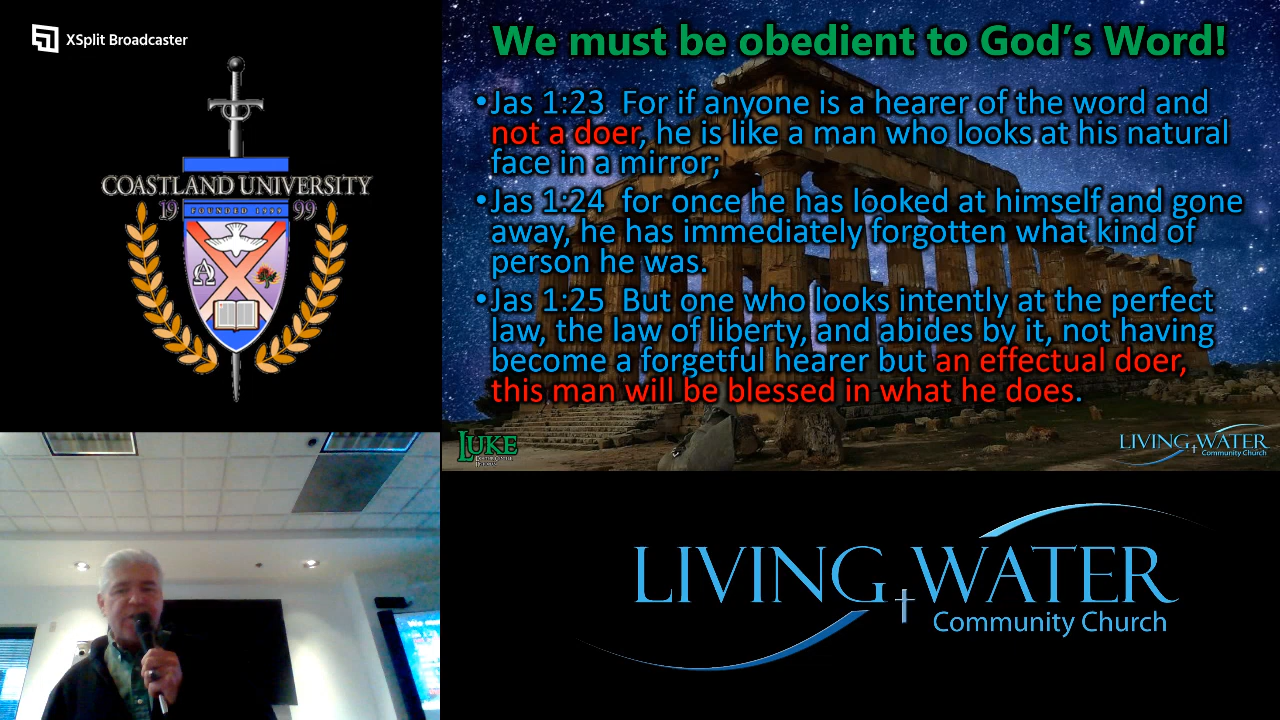 XSplit Broadcaster
COASTLAND UNIVERSITY
19 99
FOUNDED 1999
Ω
We must be obedient to God's Word!
•Jas 1:23 For if anyone is a hearer of the word and
not a doer, he is like a man who looks at his natural
face in a mirror;
•Jas 1:24 for once he has looked at himself and gone
away, he has immediately forgotten what kind of
person he was.
•Jas 1:25 But one who looks intently at the perfect
law, the law of liberty, and abides by it, not having
become a forgetful hearer but an effectual doer,
this man will be blessed in what he does.
LUKE
LIVING WATER
Community Church
LIVING WATER
Community Church